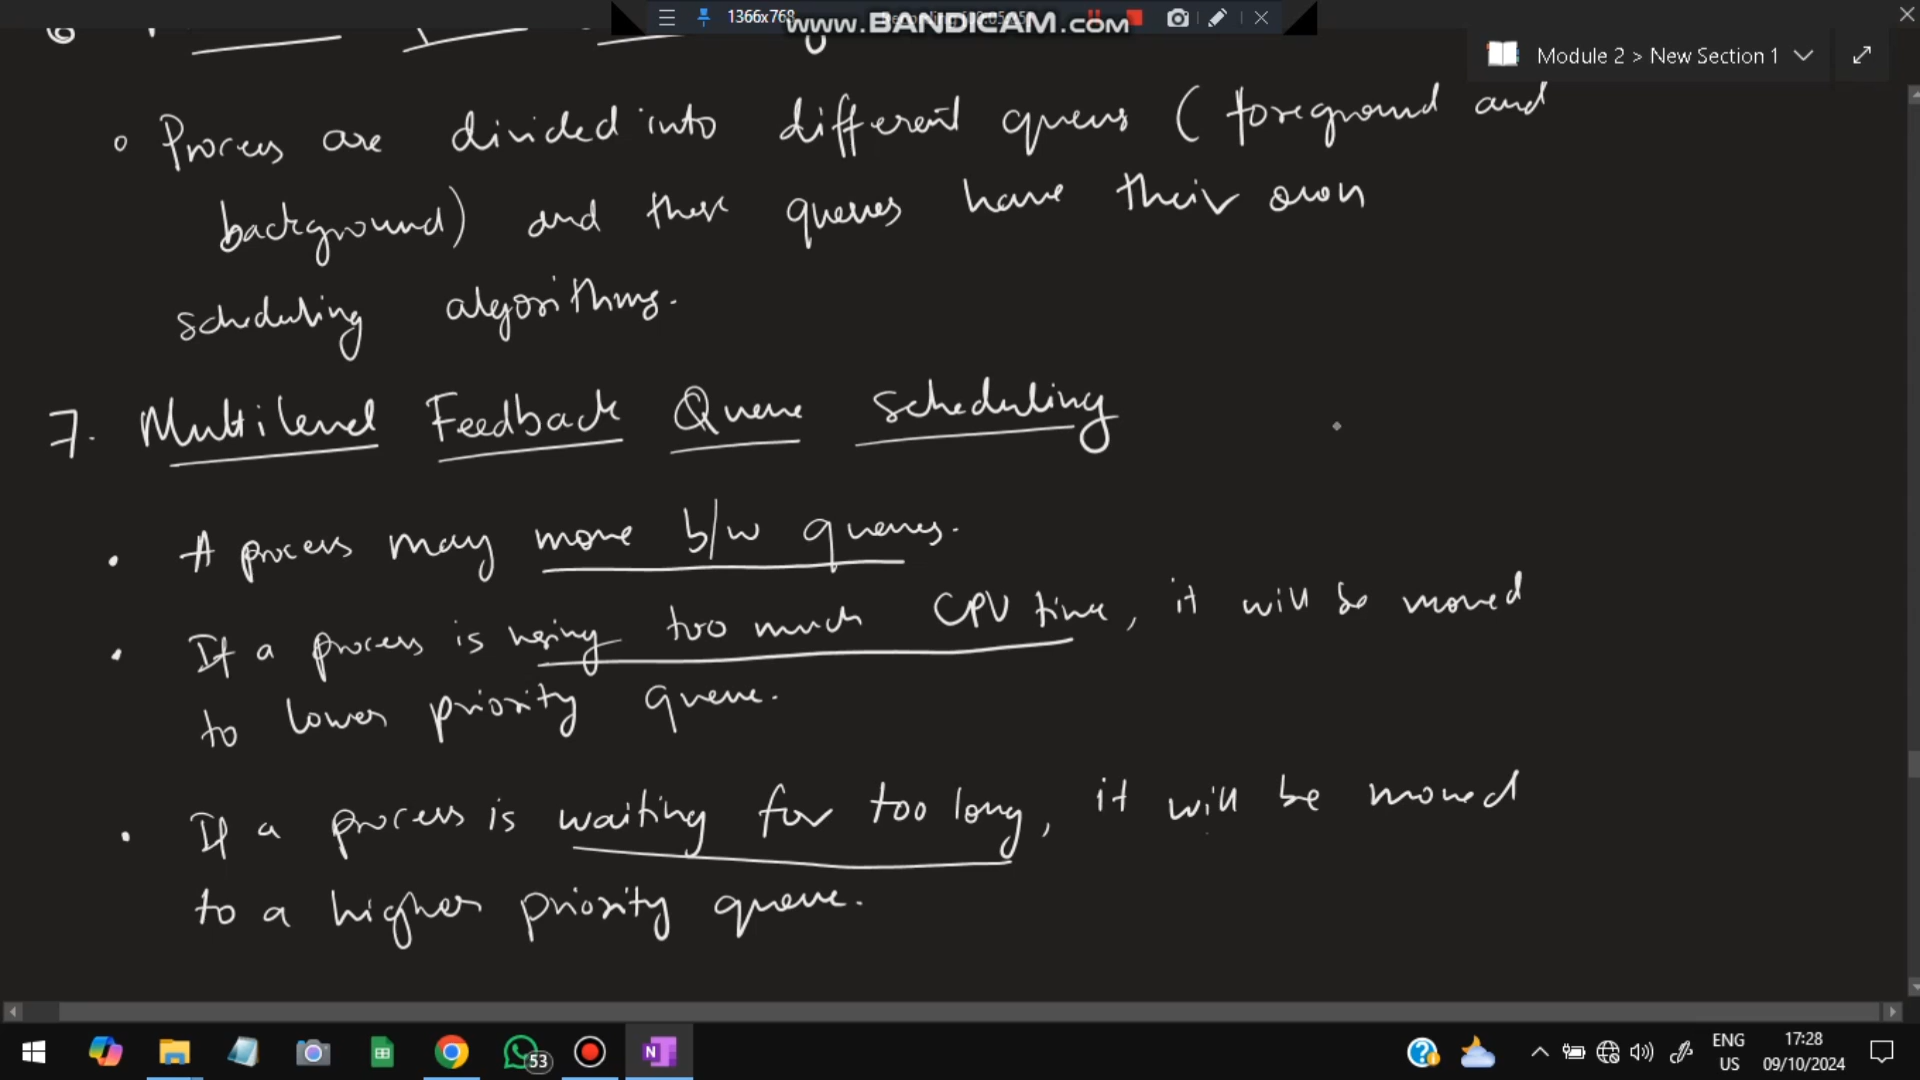 1366x768
www.BANDICAM.com
Module 2 > New Section 1
6
Process are divided into different queues (foreground and
background) and these queues have their own
scheduling algorithms.
7. Multilevel Feedback Queue Scheduling
A process may move b/w queues.
If a process is using too much CPU time, it will be moved
to lower priority queue.
If a process is waiting for too long, it will be moved
to a higher priority queue.
53
ENG
US
17:28
09/10/2024